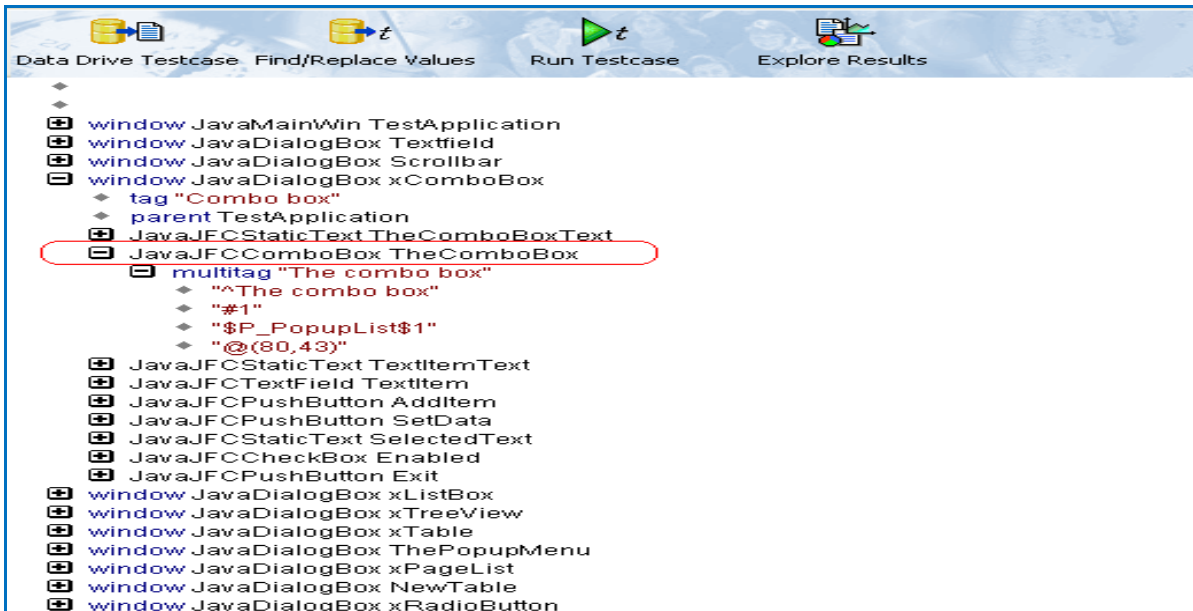 Data Drive Testcase Find/Replace Values Run Testcase Explore Results
window JavaMainWin TestApplication
window JavaDialogBox Textfield
window JavaDialogBox Scrollbar
window JavaDialogBox xComboBox
tag "Combo box"
parent TestApplication
JavaJFCStaticText TheComboBoxText
JavaJFCComboBox TheComboBox
multitag "The combo box"
"^The combo box"
"#1"
"$P_PopupList$1"
"@(80,43)"
JavaJFCStaticText TextItemText
JavaJFCTextField TextItem
JavaJFCPushButton AddItem
JavaJFCPushButton SetData
JavaJFCStaticText SelectedText
JavaJFCCheckBox Enabled
JavaJFCPushButton Exit
window JavaDialogBox xListBox
window JavaDialogBox xTreeView
window JavaDialogBox xTable
window JavaDialogBox ThePopupMenu
window JavaDialogBox xPageList
window JavaDialogBox NewTable
window JavaDialogBox xRadioButton